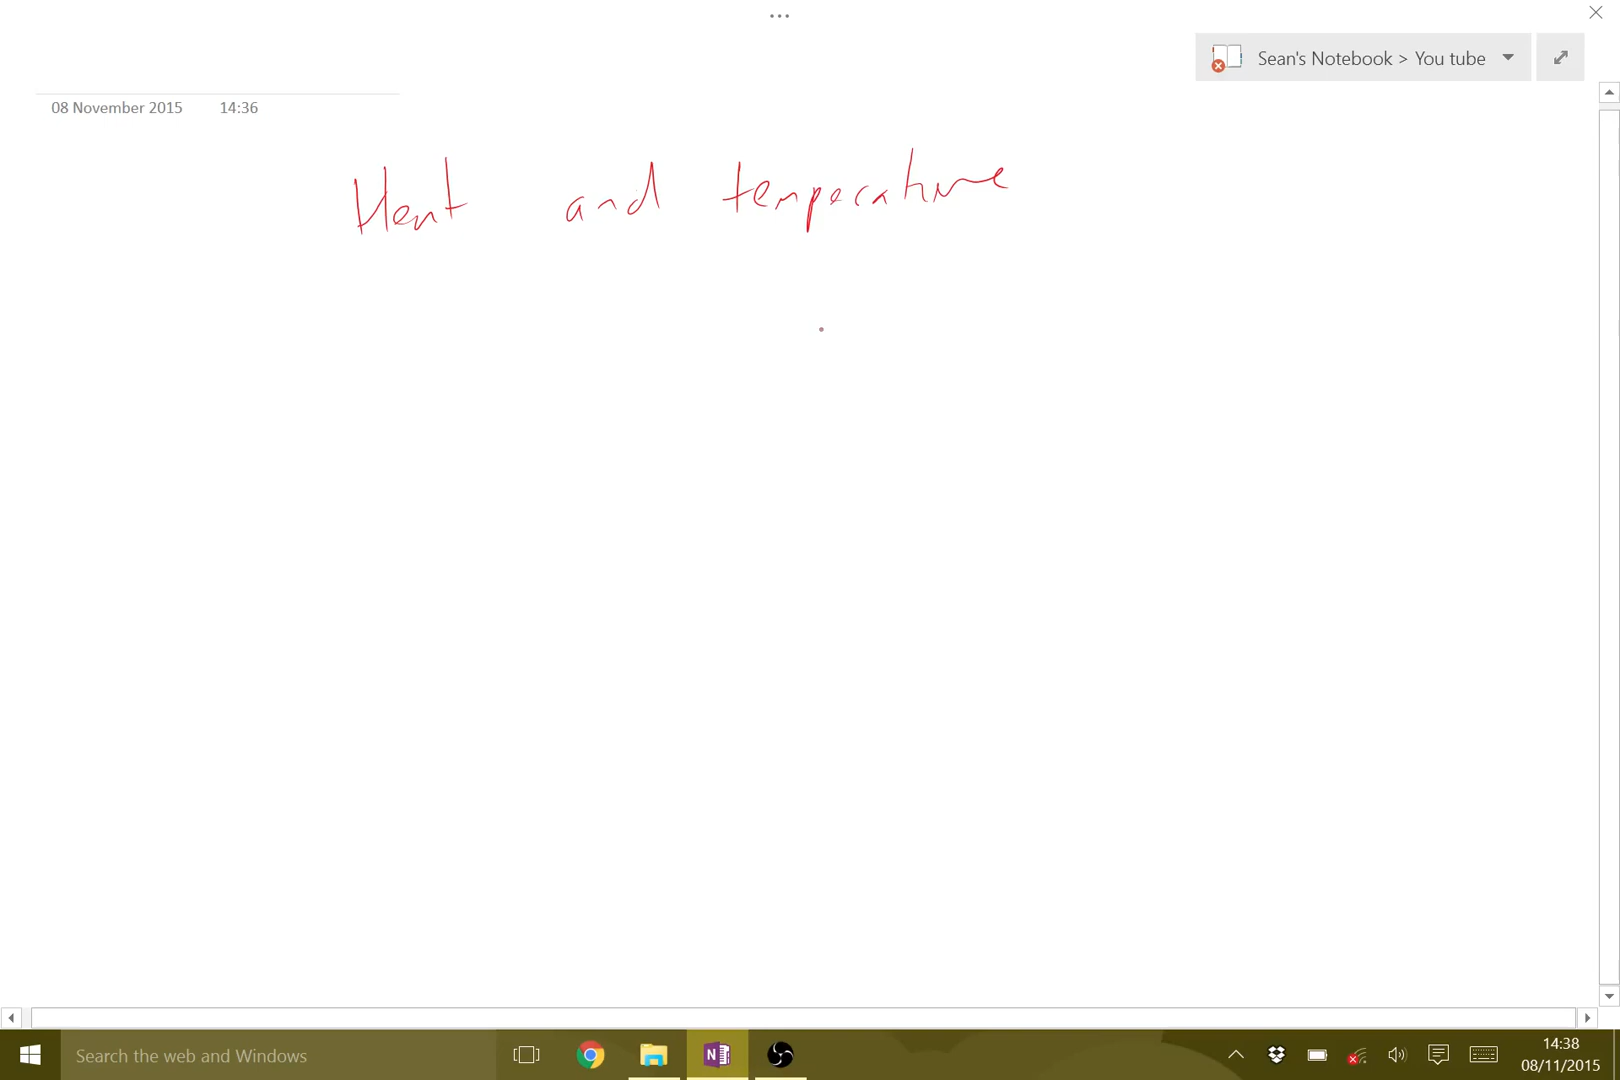 Sean's Notebook > You tube
08 November 2015 14:36
Heat and temperature
Search the web and Windows
14:38
08/11/2015